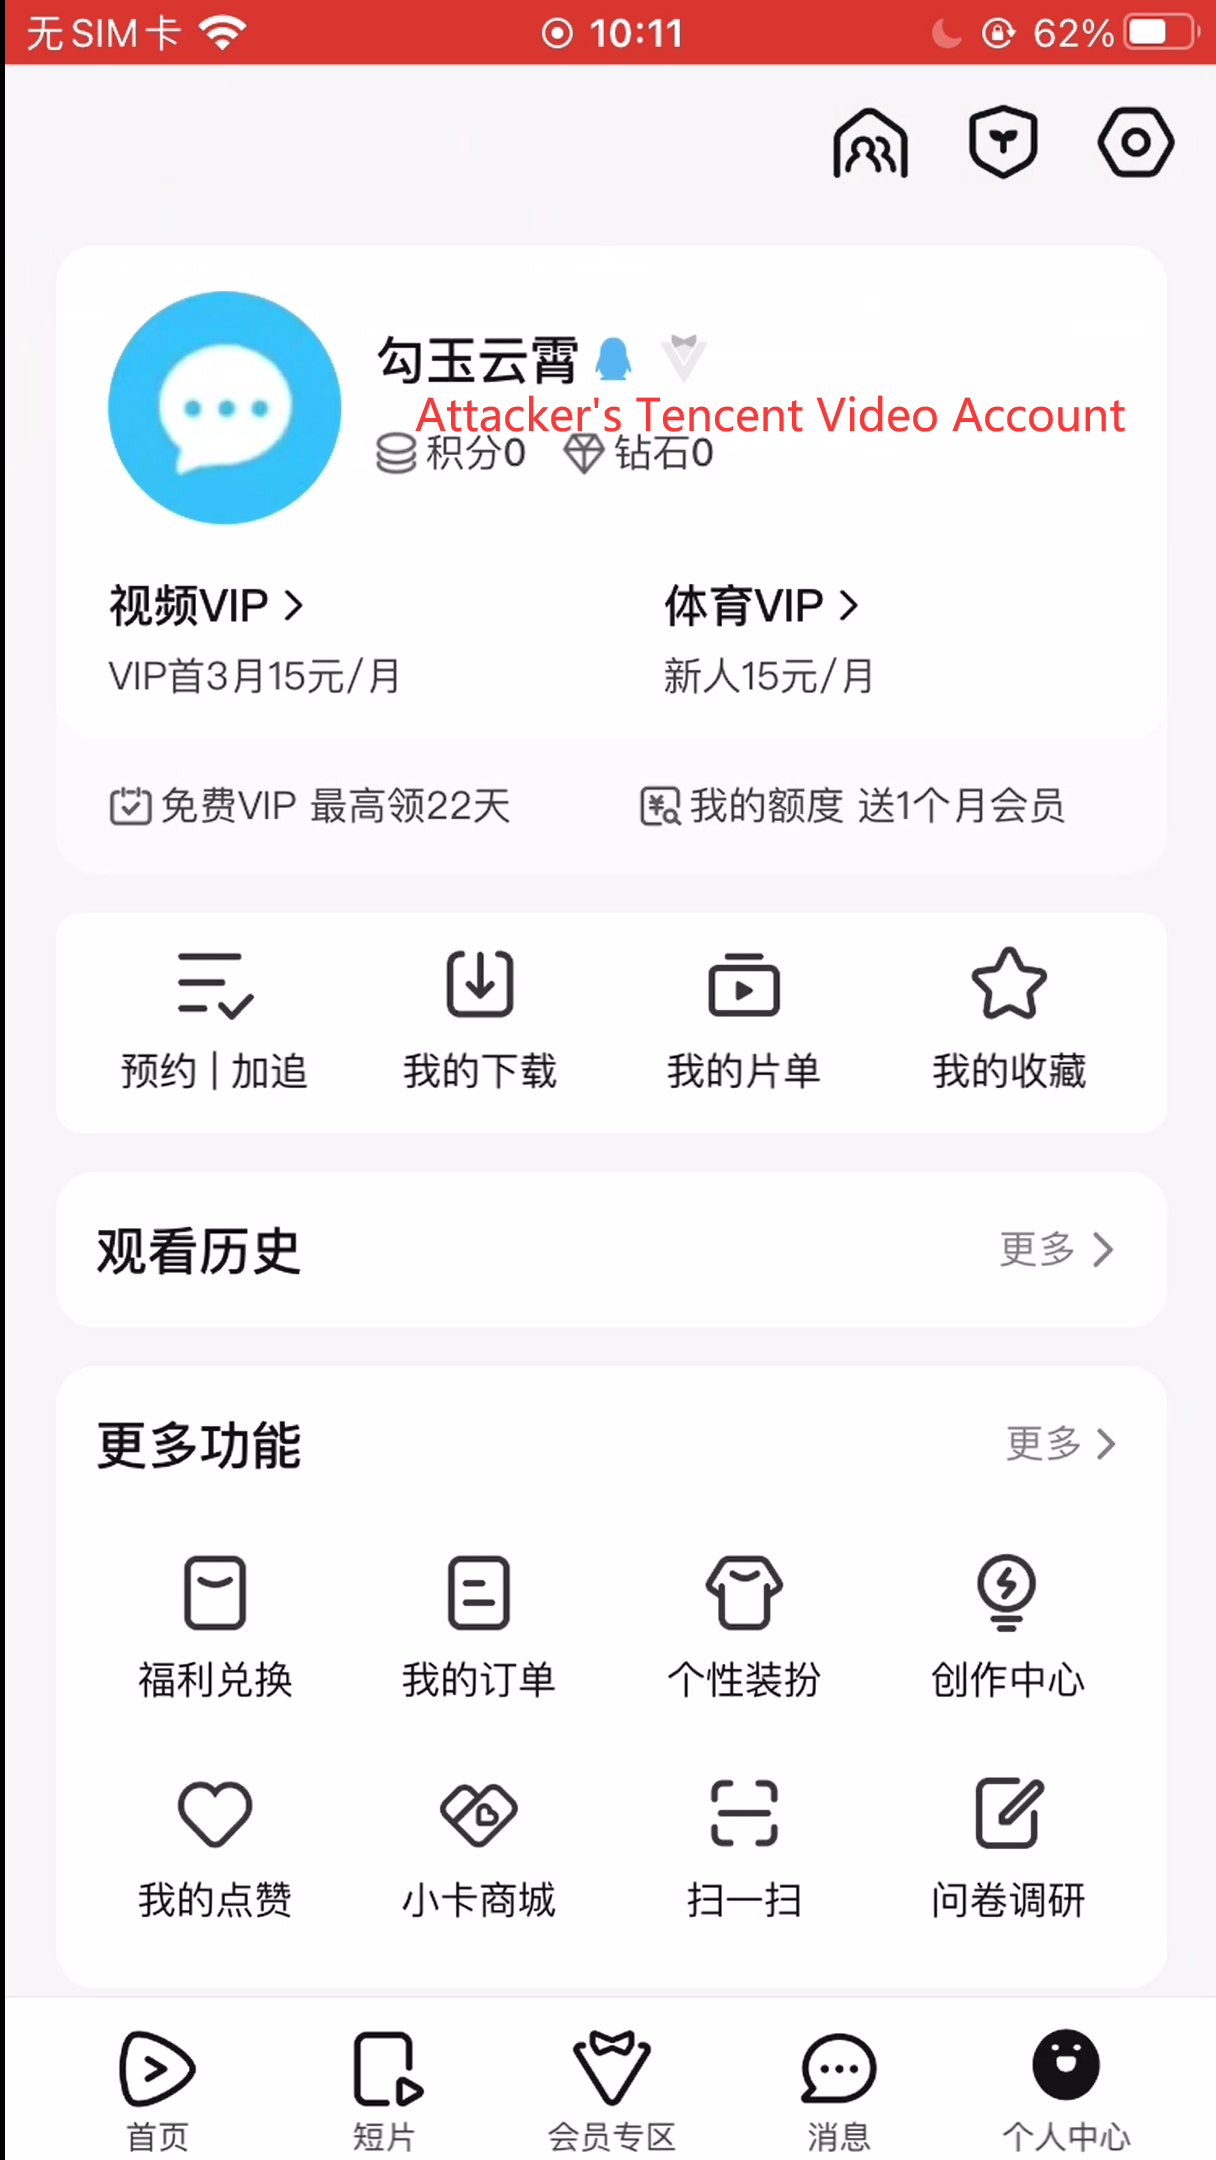 无SIM卡 10:11 62%
勾玉云霄
Attacker's Tencent Video Account
积分0 钻石0
视频VIP 体育VIP
VIP首3月15元/月 新人15元/月
免费VIP 最高领22天 我的额度 送1个月会员
预约 | 加追 我的下载 我的片单 我的收藏
观看历史 更多
更多功能 更多
福利兑换 我的订单 个性装扮 创作中心
我的点赞 小卡商城 扫一扫 问卷调研
首页 短片 会员专区 消息 个人中心